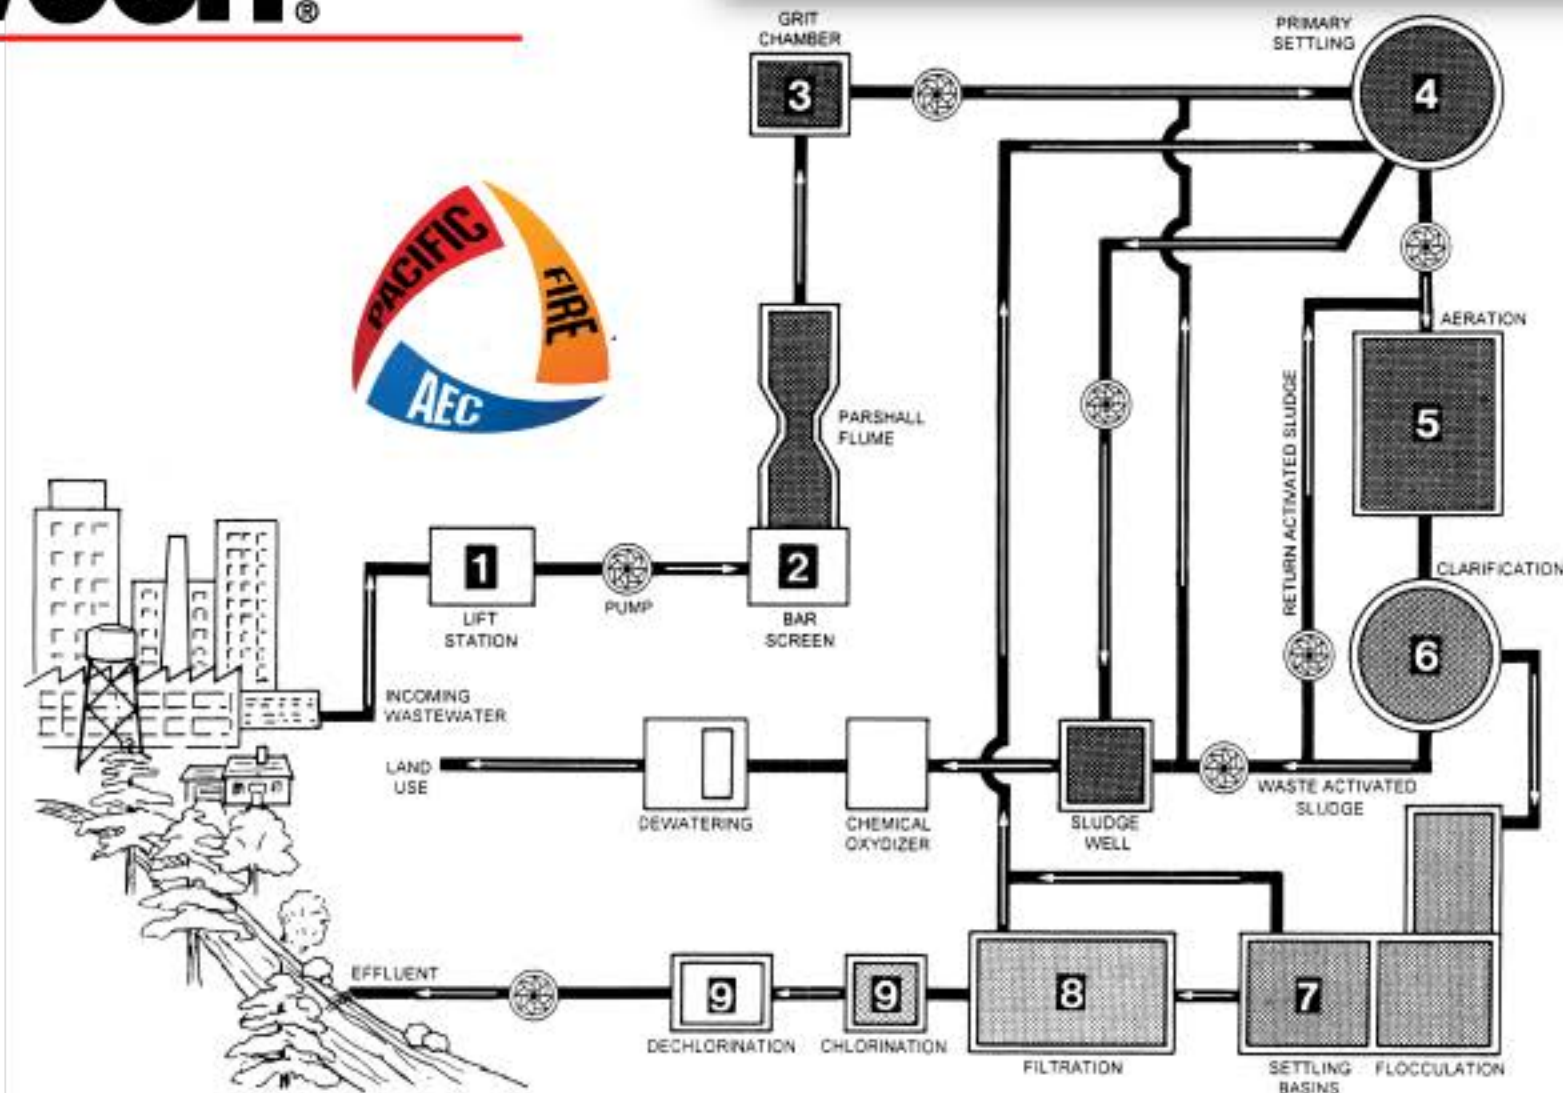 ®
GRIT
CHAMBER
3
PRIMARY
SETTLING
4
PACIFIC
FIRE
AEC
PARSHALL
FLUME
AERATION
5
RETURN ACTIVATED SLUDGE
1
LIFT
STATION
PUMP
2
BAR
SCREEN
CLARIFICATION
6
INCOMING
WASTEWATER
LAND
USE
DEWATERING
CHEMICAL
OXYDIZER
SLUDGE
WELL
WASTE ACTIVATED
SLUDGE
EFFLUENT
9
DECHLORINATION
9
CHLORINATION
8
FILTRATION
7
SETTLING
BASINS
FLOCCULATION